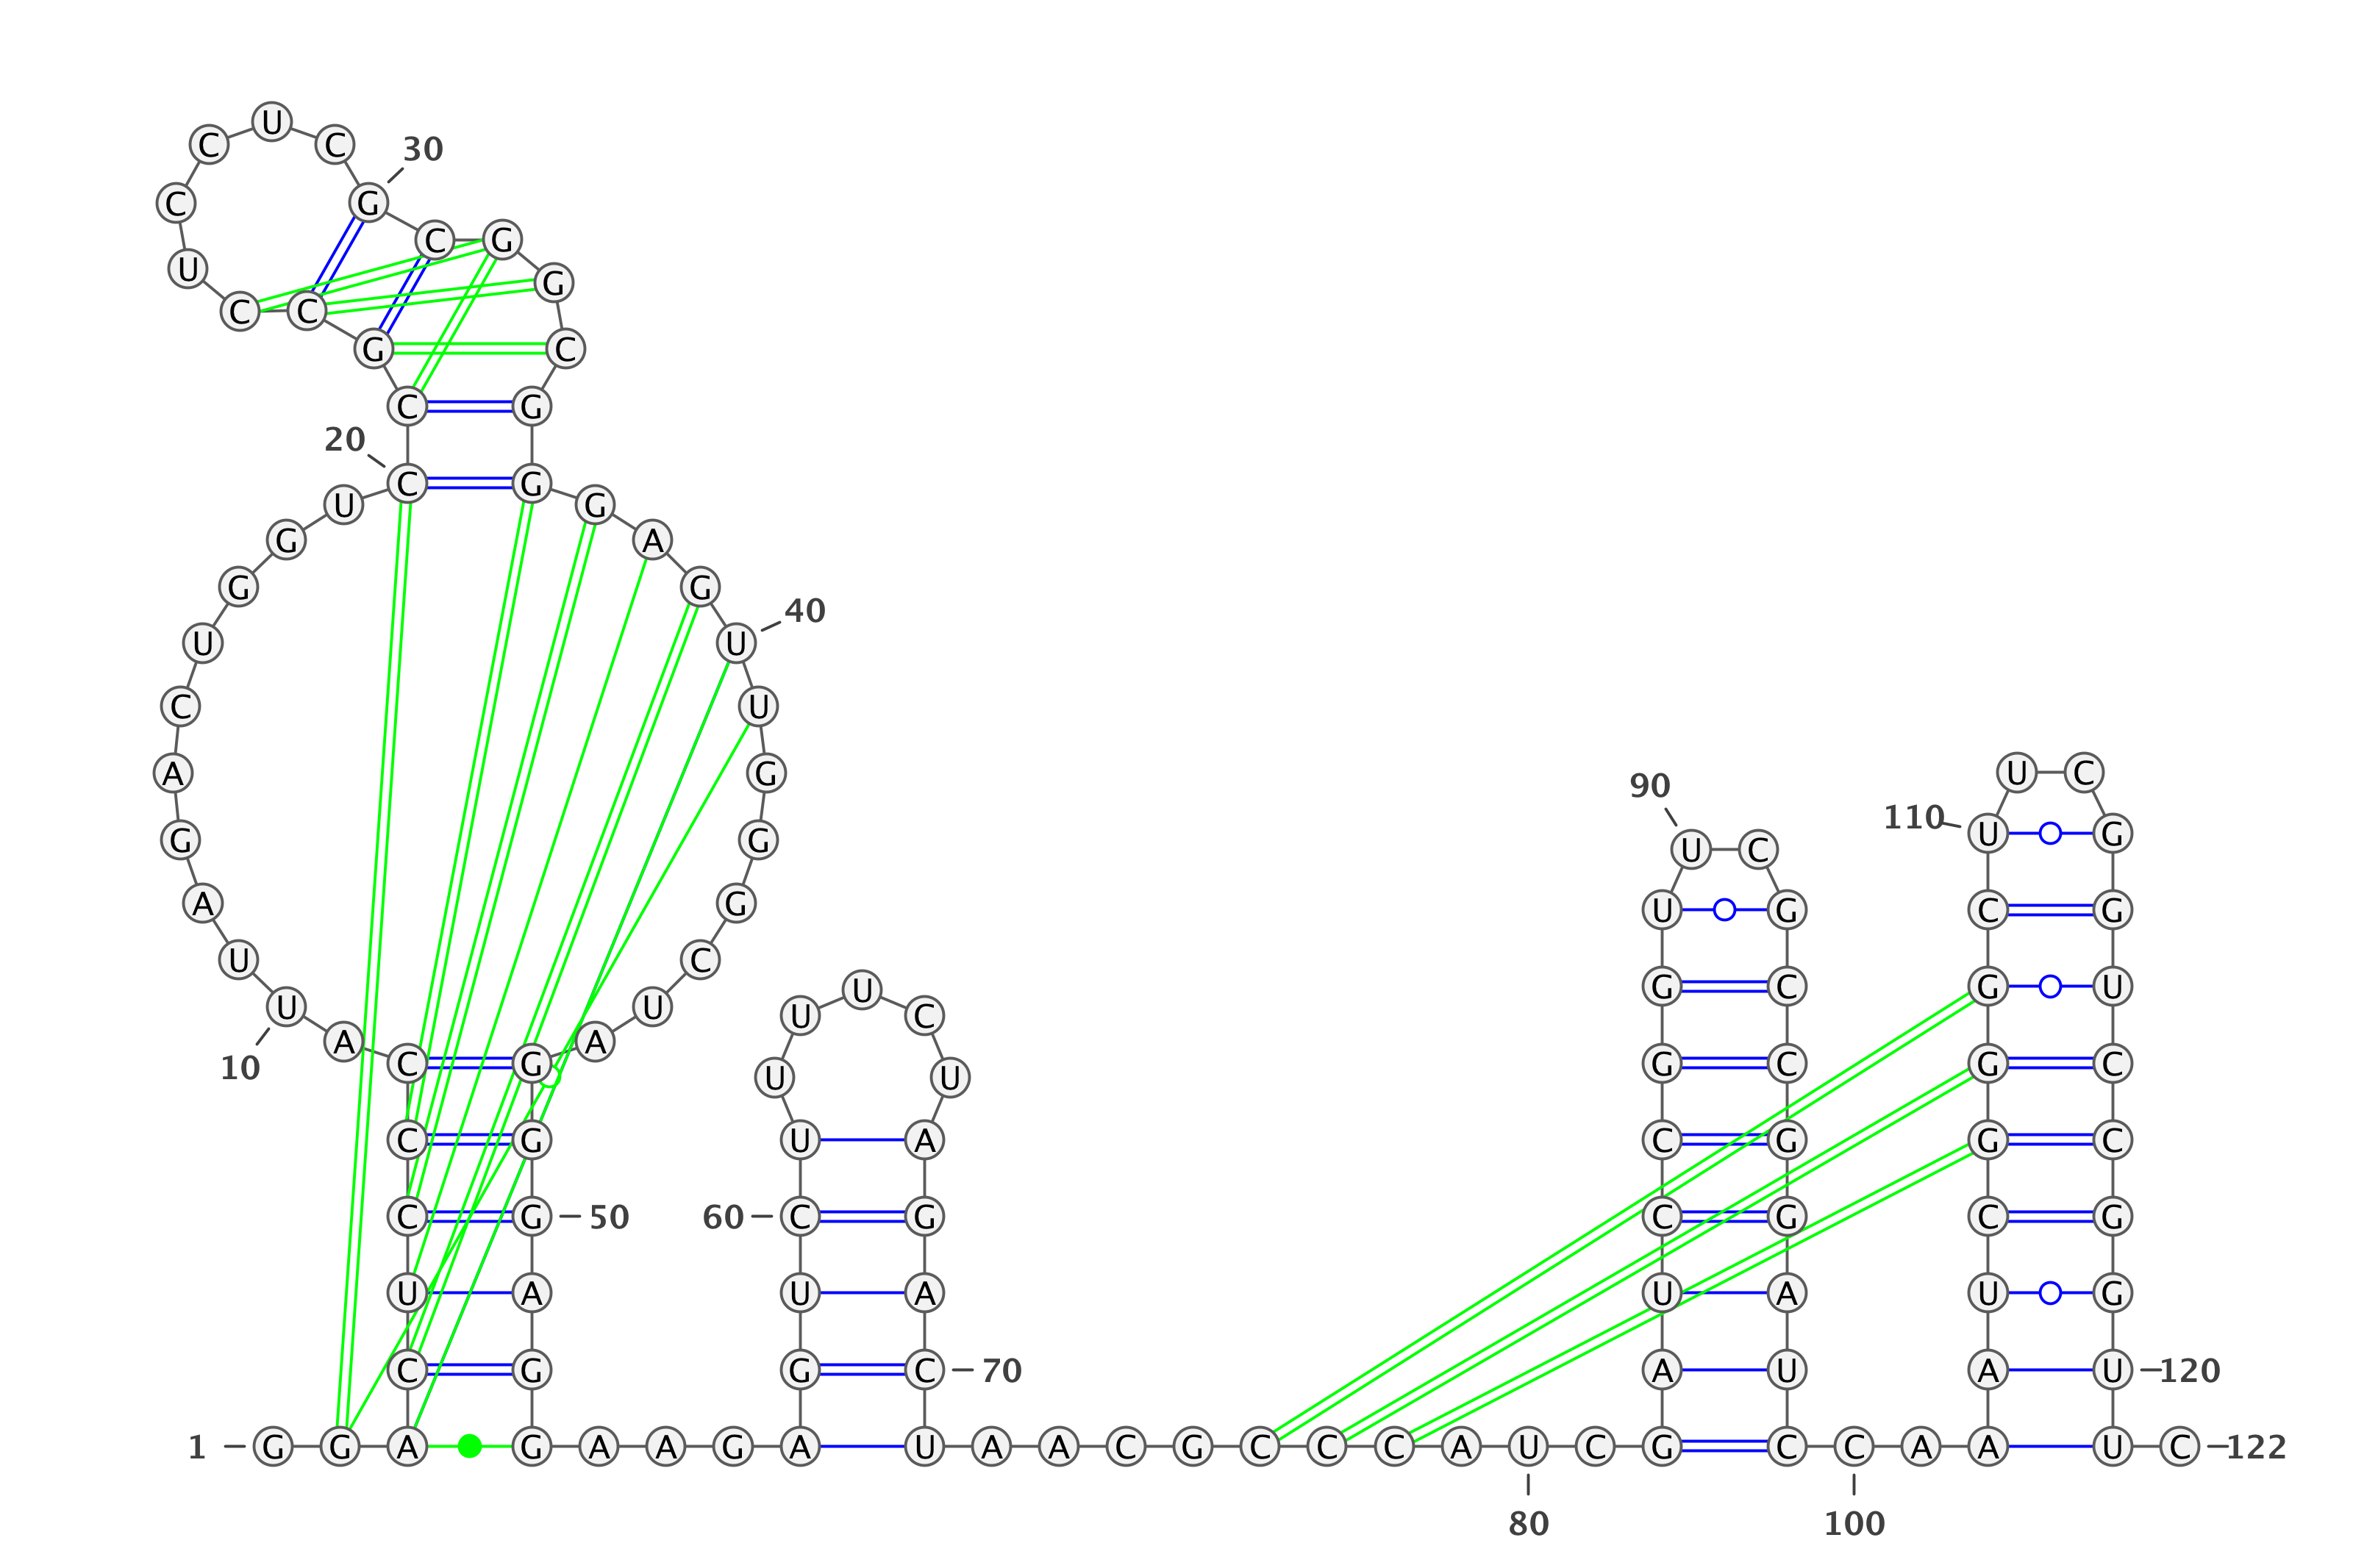 U
C C 30
C G
C G
U G
C C
G C
C G
20
C G
U G
G A
G G
40
U U
C U
A G U C
90
110
U G
G G U C
A G U G C G
U C
G C G U
U
U U U C
A A
C G G C G C
10
U U
C G U A C G G C
C G 50 60 C G C G C G
U A U A U A U G
C G G C 70 A U A U 120
1 G G A G A A G A U A A C G C C C A U C G C C A A U C 122
80 100